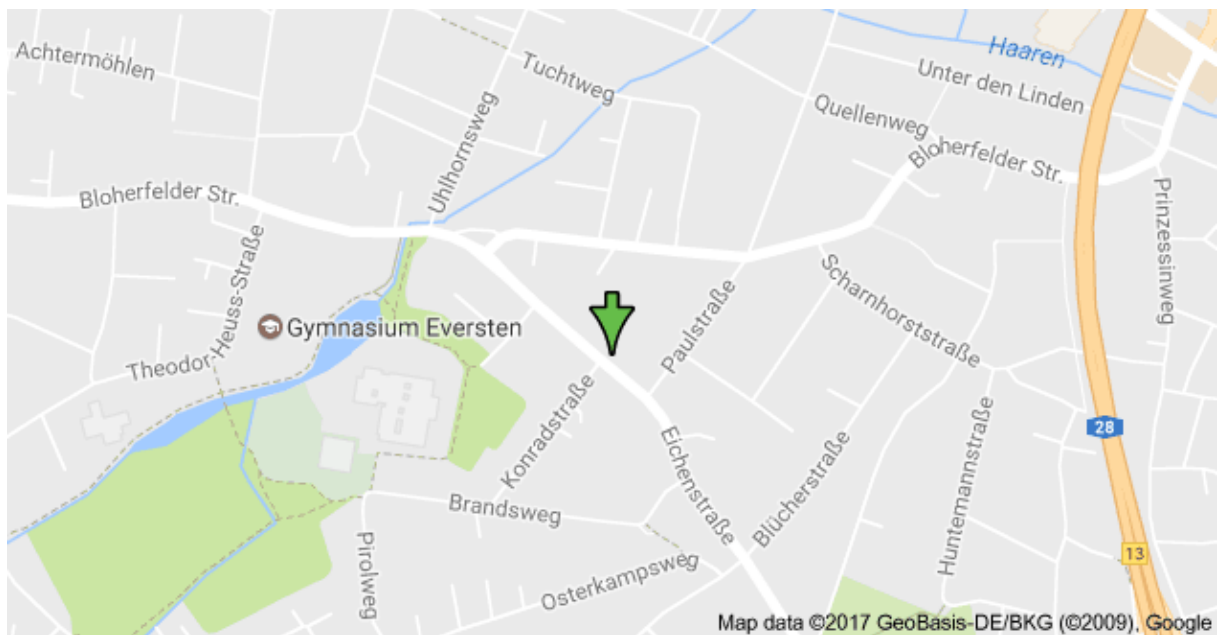 Achtermöhlen
Tuchtweg
Haaren
Unter den Linden
Quellenweg
Uhlhornsweg
Bloherfelder Str.
Bloherfelder Str.
Prinzessinweg
Theodor-Heuss-Straße
Gymnasium Eversten
Paulstraße
Scharnhorststraße
Konradstraße
Eichenstraße
Blücherstraße
Huntemannstraße
28
Brandsweg
Pirolweg
Osterkampsweg
13
Map data ©2017 GeoBasis-DE/BKG (©2009), Google